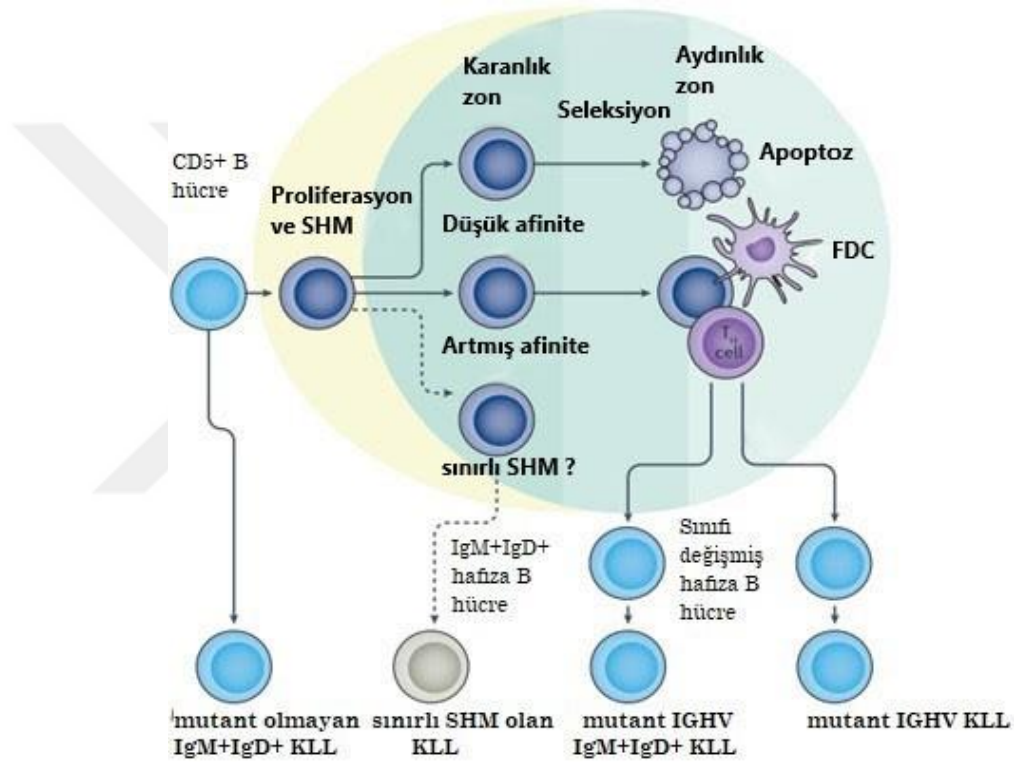 Karanlık
zon
Aydınlık
zon
Seleksiyon
CD5+ B
hücre
Apoptoz
Proliferasyon
ve SHM
Düşük afinite
FDC
Artmış afinite
cell
sınırlı SHM ?
IgM+IgD+
hafıza B
hücre
Sınıfı
değişmiş
hafıza B
hücre
mutant olmayan
IgM+IgD+ KLL
sınırlı SHM olan
KLL
mutant IGHV
IgM+IgD+ KLL
mutant IGHV KLL